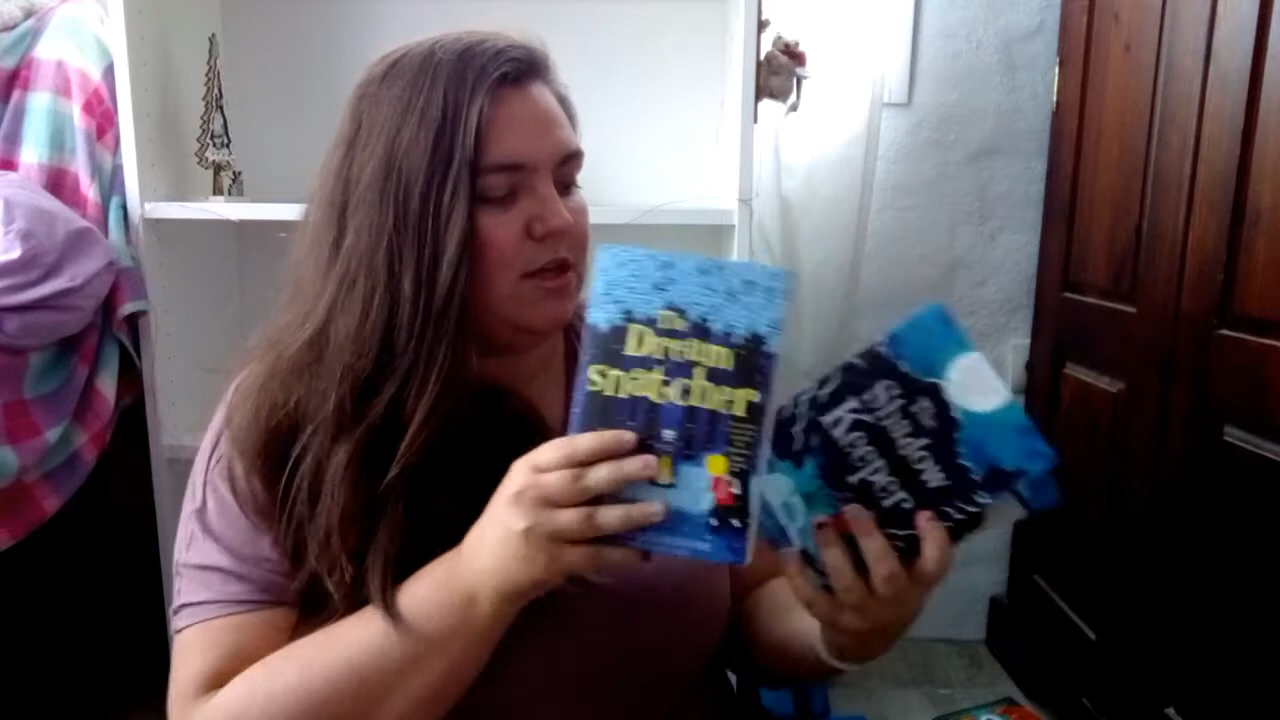 The
Dream
snatcher
The
Shadow
Keeper